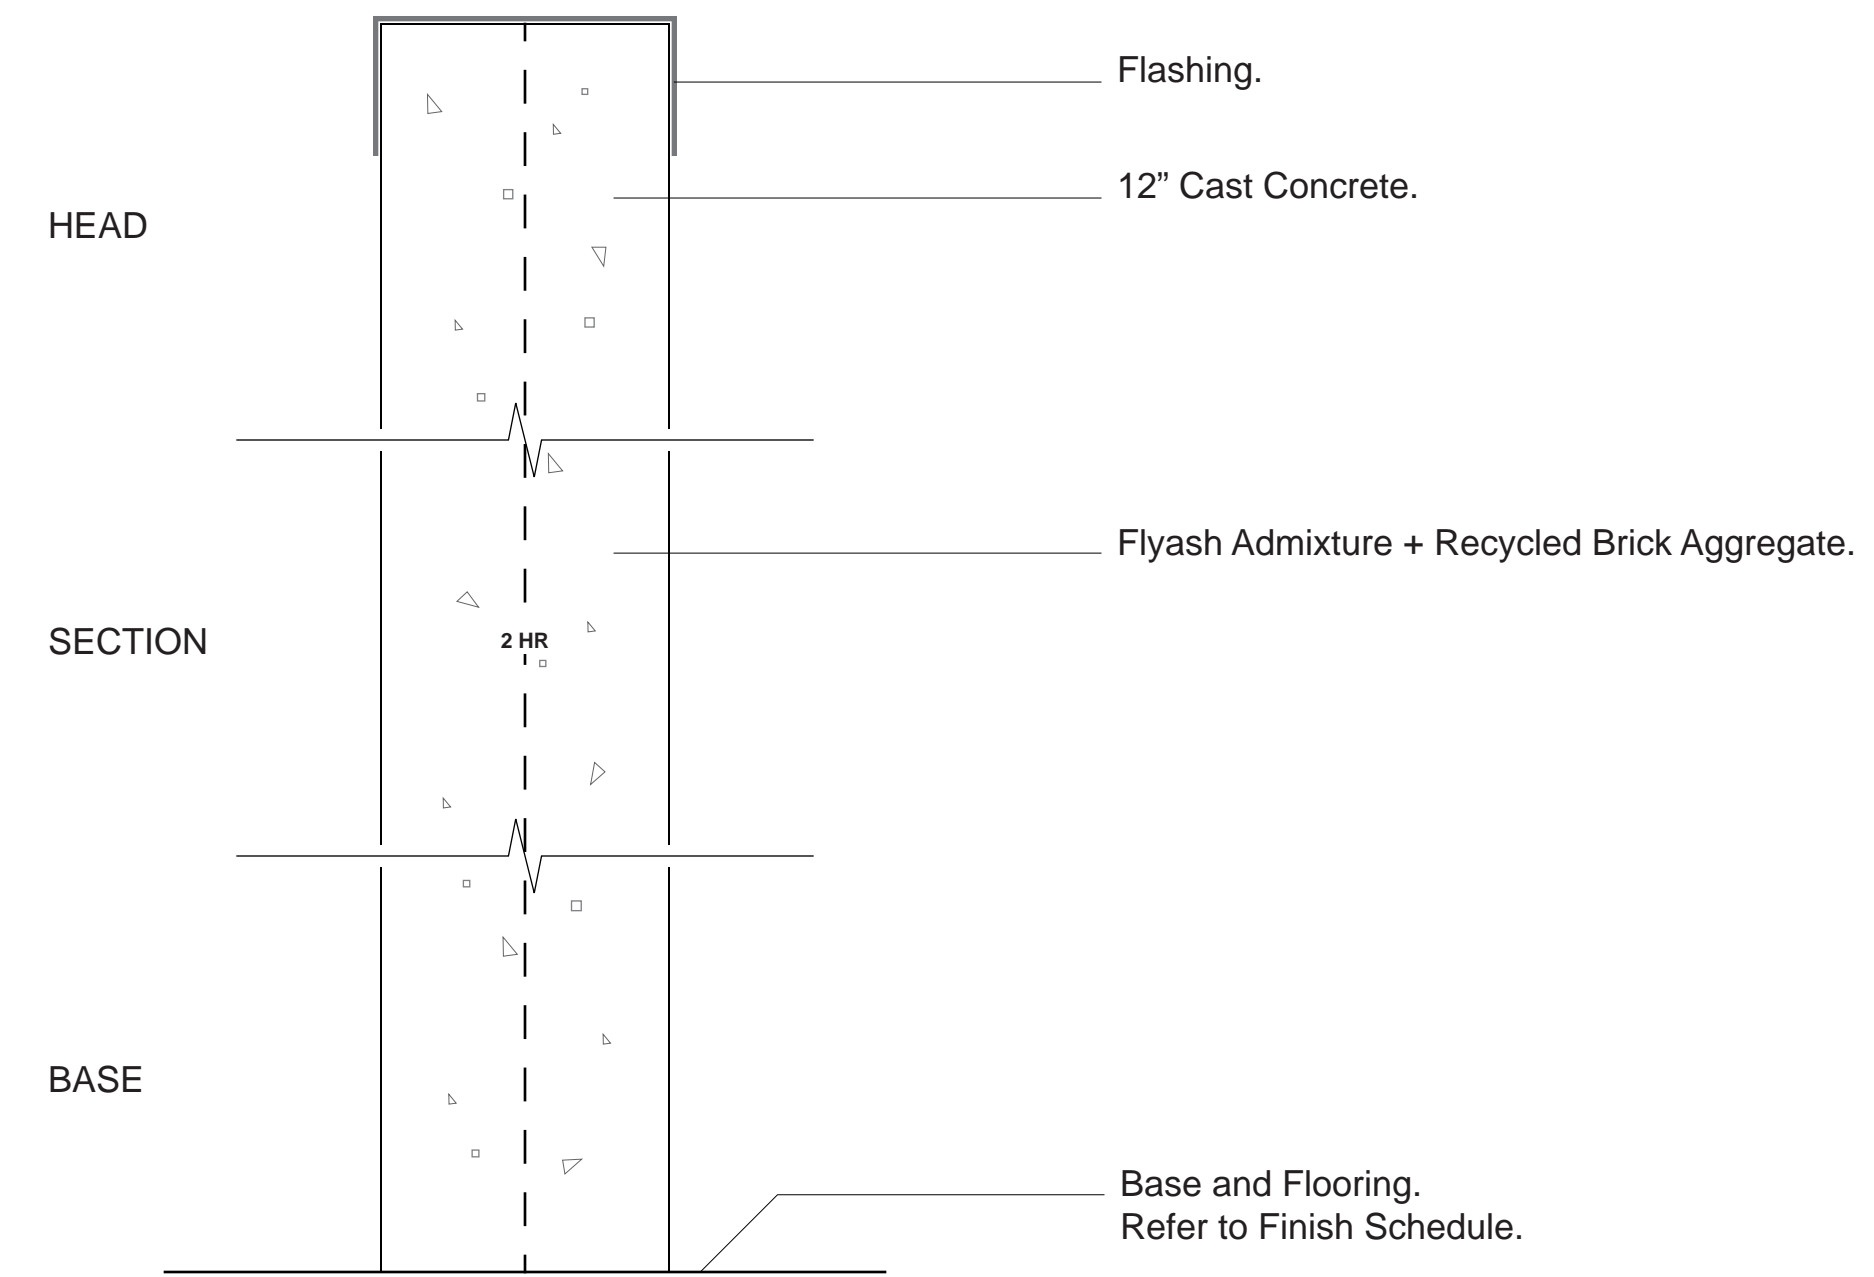 Flashing.
12” Cast Concrete.
HEAD
Flyash Admixture + Recycled Brick Aggregate.
SECTION
2 HR
BASE
Base and Flooring.
Refer to Finish Schedule.